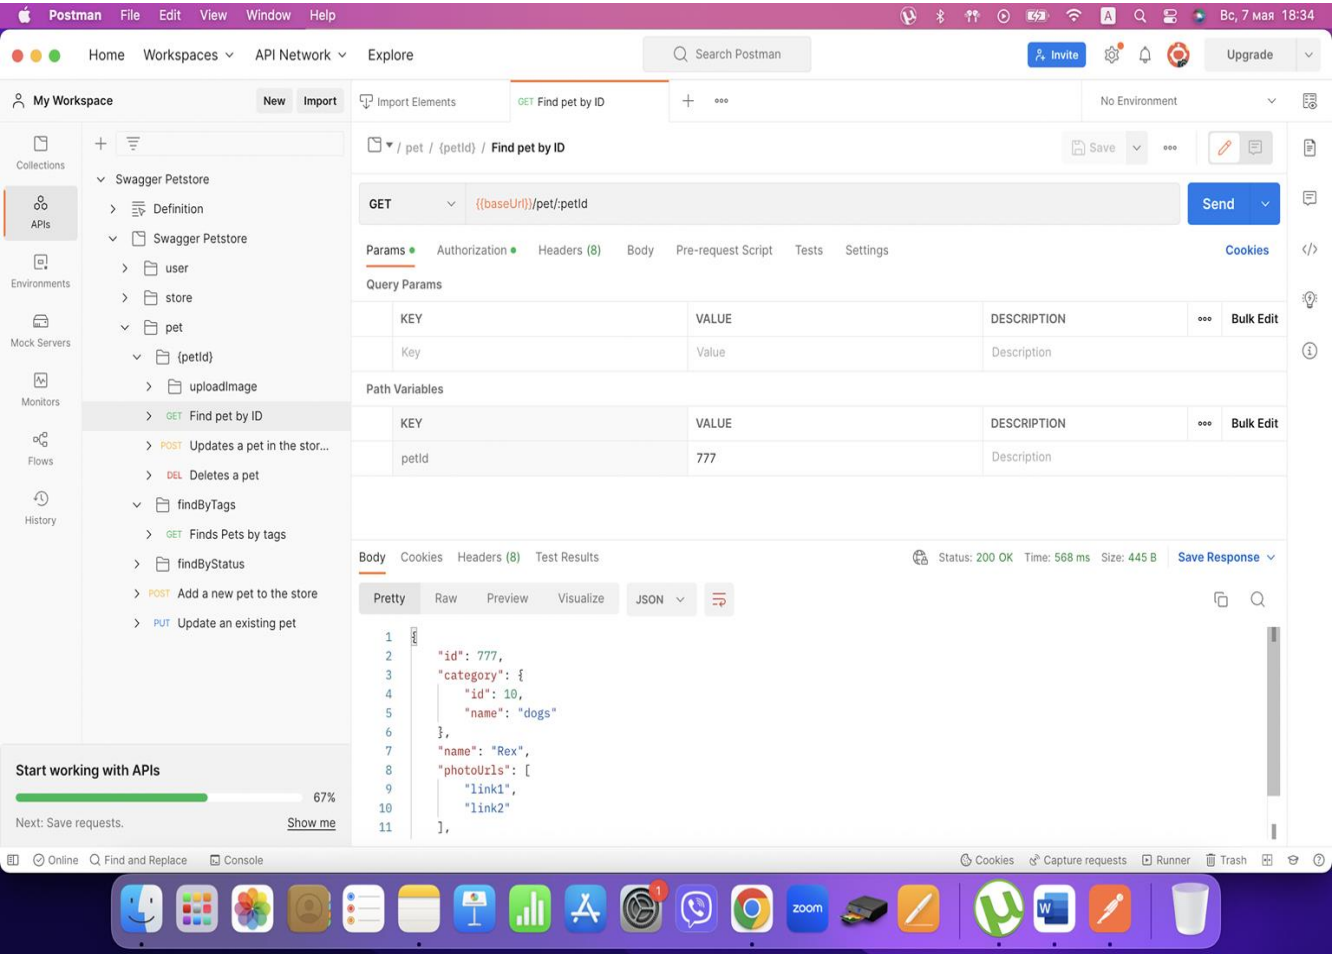 Postman File Edit View Window Help A Вс, 7 мая 18:34
Home Workspaces API Network Explore Search Postman Invite Upgrade
My Workspace New Import Import Elements GET Find pet by ID No Environment
Collections
/ pet / {petId} / Find pet by ID Save
Swagger Petstore
APIs
Definition
GET {{baseUrl}}/pet/:petId Send
Swagger Petstore
Params Authorization Headers (8) Body Pre-request Script Tests Settings Cookies
Environments
user
Query Params
store
KEY VALUE DESCRIPTION Bulk Edit
Mock Servers
pet
Key Value Description
{petId}
Monitors
uploadImage
Path Variables
GET Find pet by ID
KEY VALUE DESCRIPTION Bulk Edit
Flows
POST Updates a pet in the stor...
petId 777 Description
DEL Deletes a pet
History
findByTags
GET Finds Pets by tags
findByStatus
Body Cookies Headers (8) Test Results Status: 200 OK Time: 568 ms Size: 445 B Save Response
POST Add a new pet to the store
Pretty Raw Preview Visualize JSON
PUT Update an existing pet
1 {
2 "id": 777,
3 "category": {
4 "id": 10,
5 "name": "dogs"
6 },
7 "name": "Rex",
8 "photoUrls": [
9 "link1",
10 "link2"
11 ],
Start working with APIs
67%
Next: Save requests. Show me
Online Find and Replace Console Cookies Capture requests Runner Trash
1
zoom
W